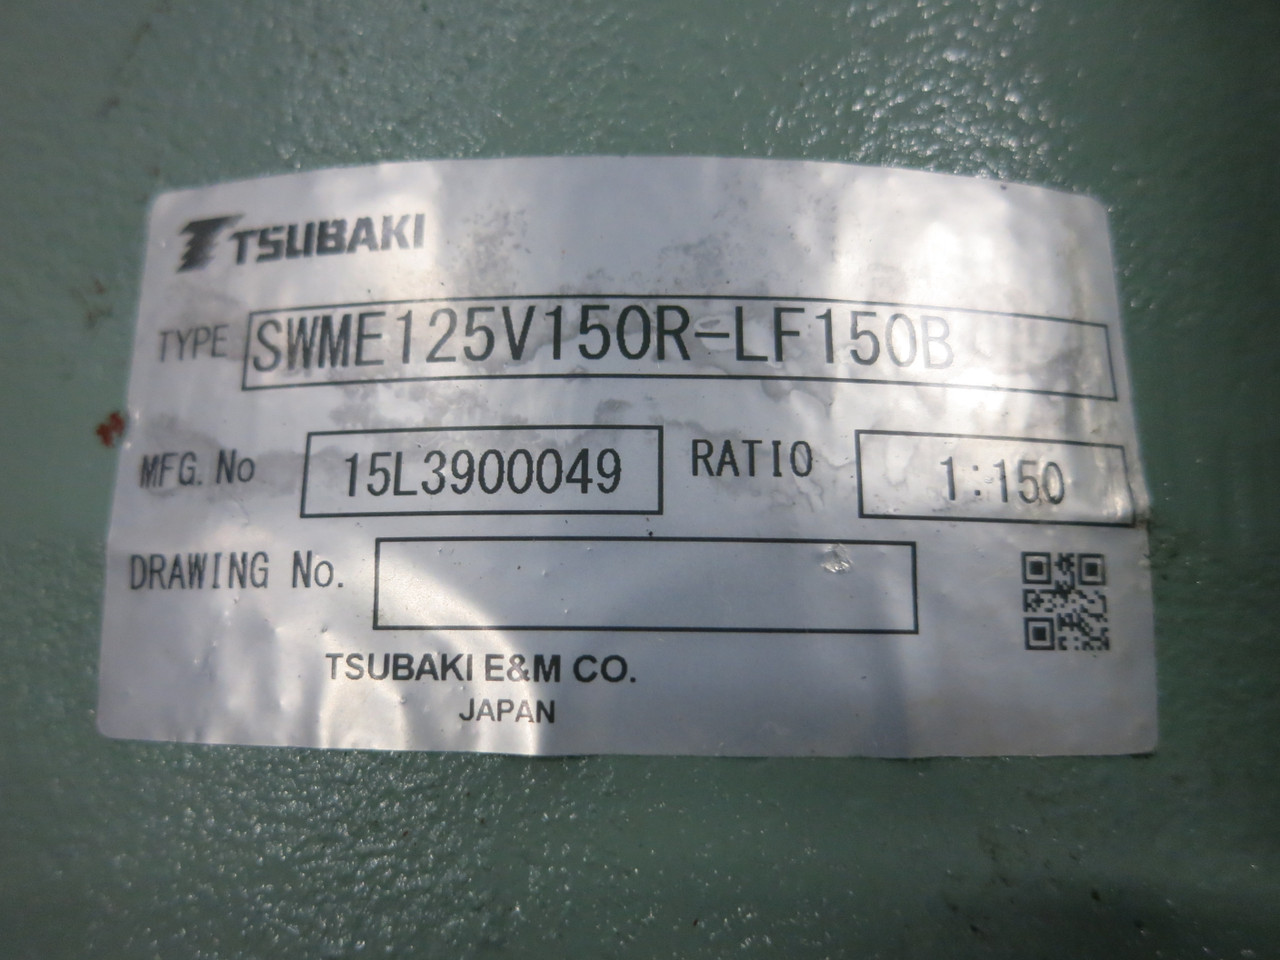 TSUBAKI
TYPE SWME125V150R-LF150B
MFG. No 15L3900049 RATIO 1:150
DRAWING No.
TSUBAKI E&M CO.
JAPAN